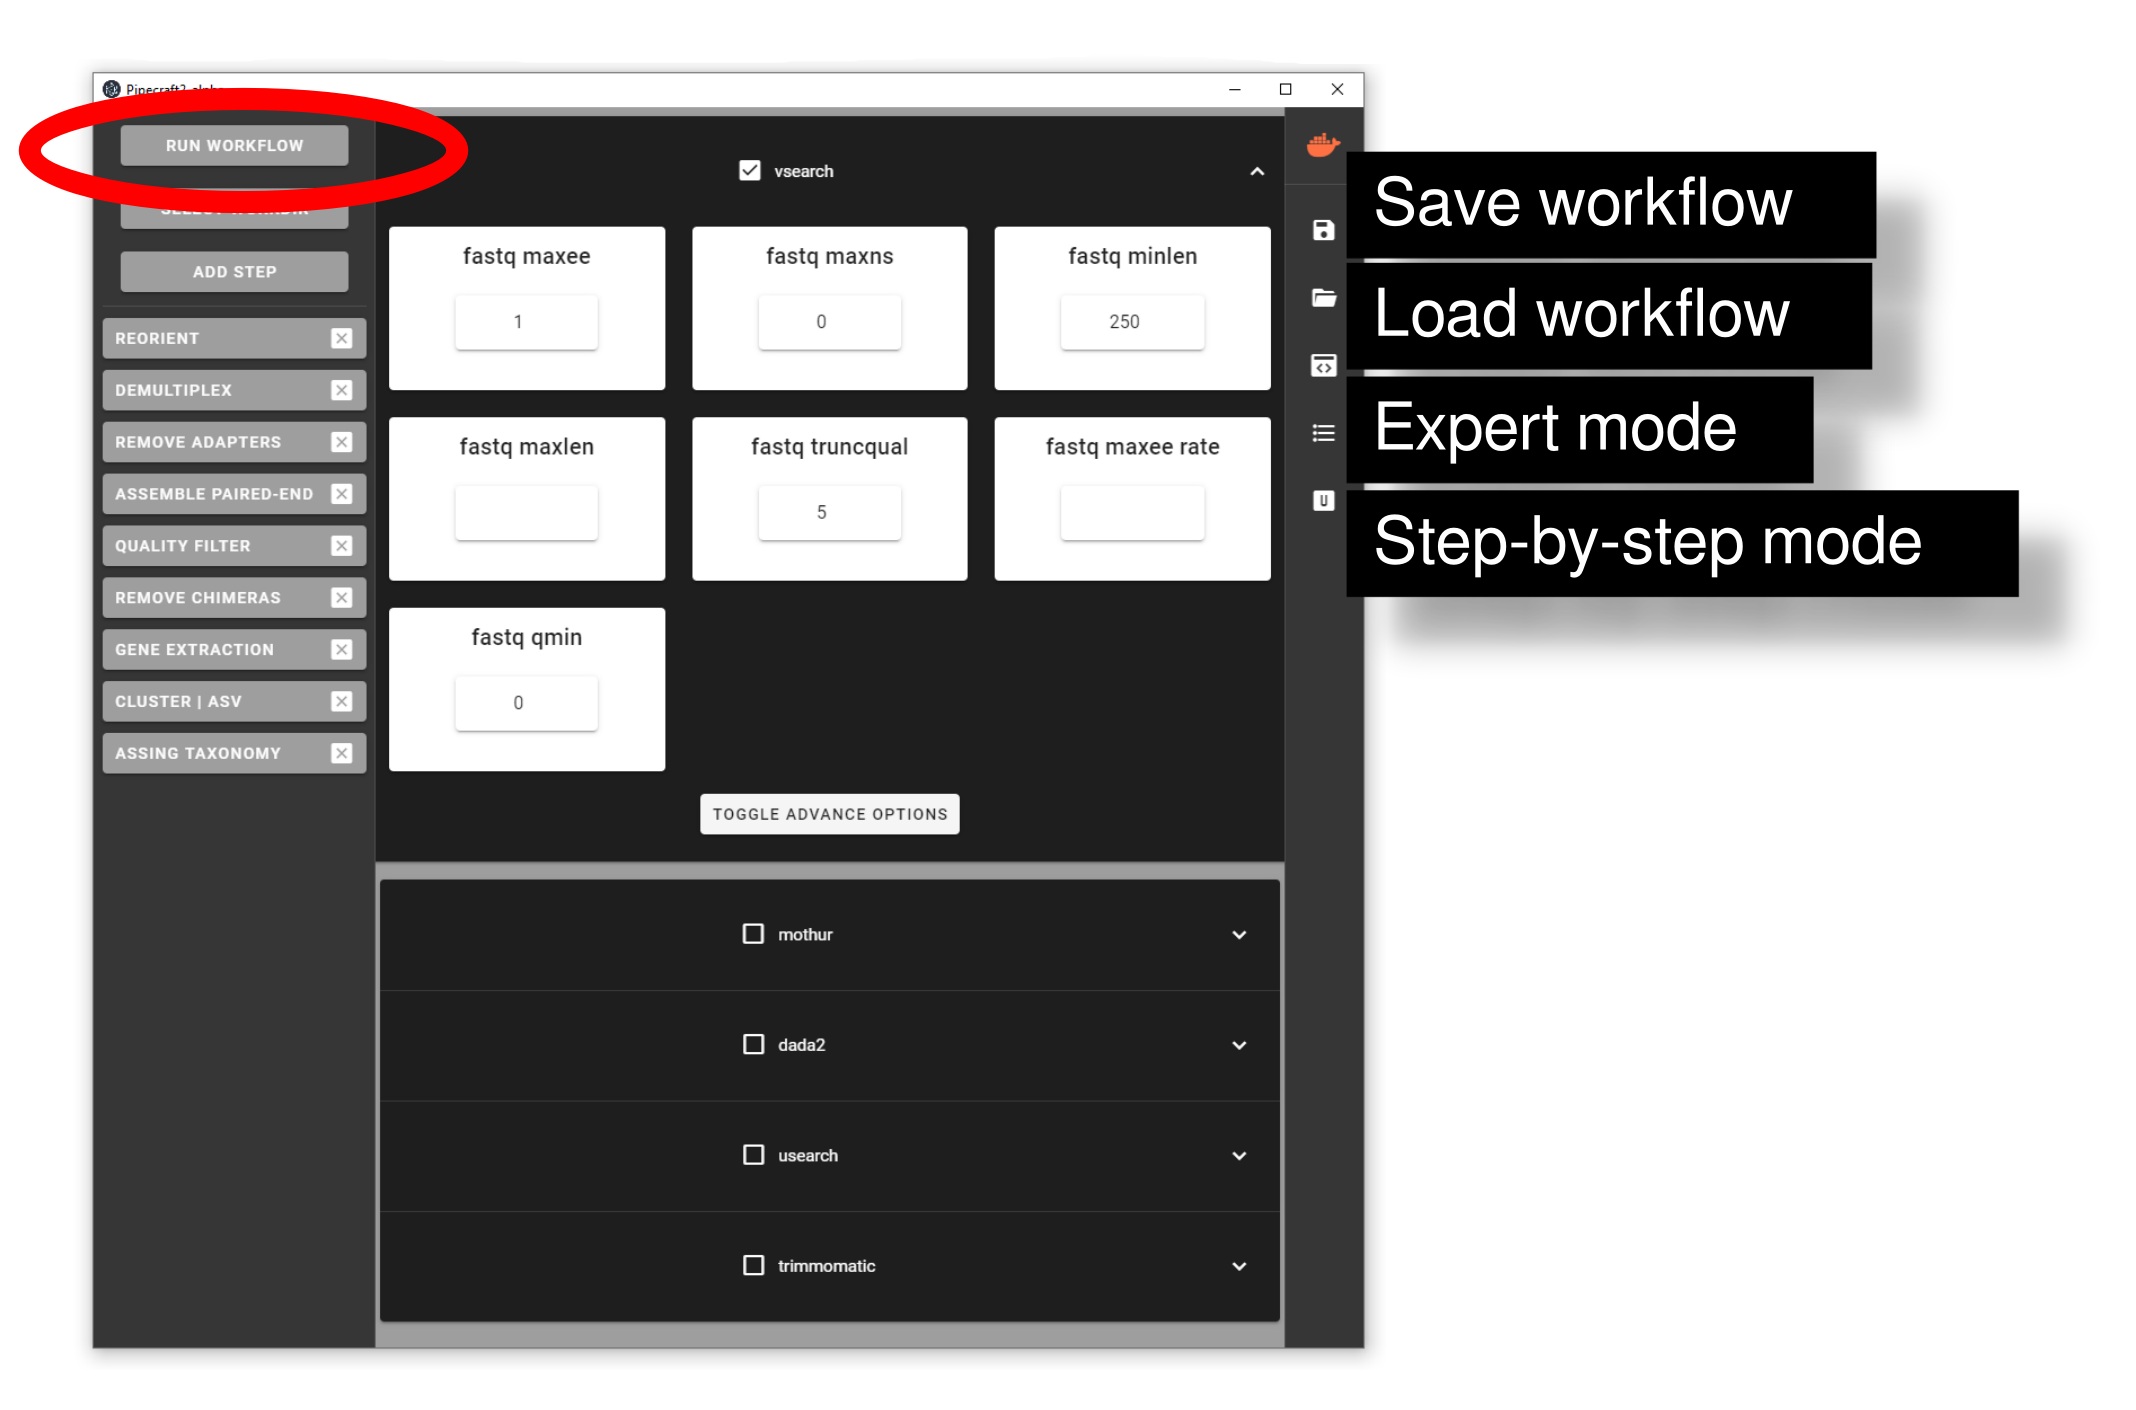 RUN WORKFLOW
ADD STEP
REORIENT
DEMULTIPLEX
REMOVE ADAPTERS
ASSEMBLE PAIRED-END
QUALITY FILTER
REMOVE CHIMERAS
GENE EXTRACTION
CLUSTER | ASV
ASSING TAXONOMY
vsearch
fastq maxee
1
fastq maxns
0
fastq minlen
250
fastq maxlen
fastq truncqual
5
fastq maxee rate
fastq qmin
0
TOGGLE ADVANCE OPTIONS
mothur
dada2
usearch
trimmomatic
U
Save workflow
Load workflow
Expert mode
Step-by-step mode